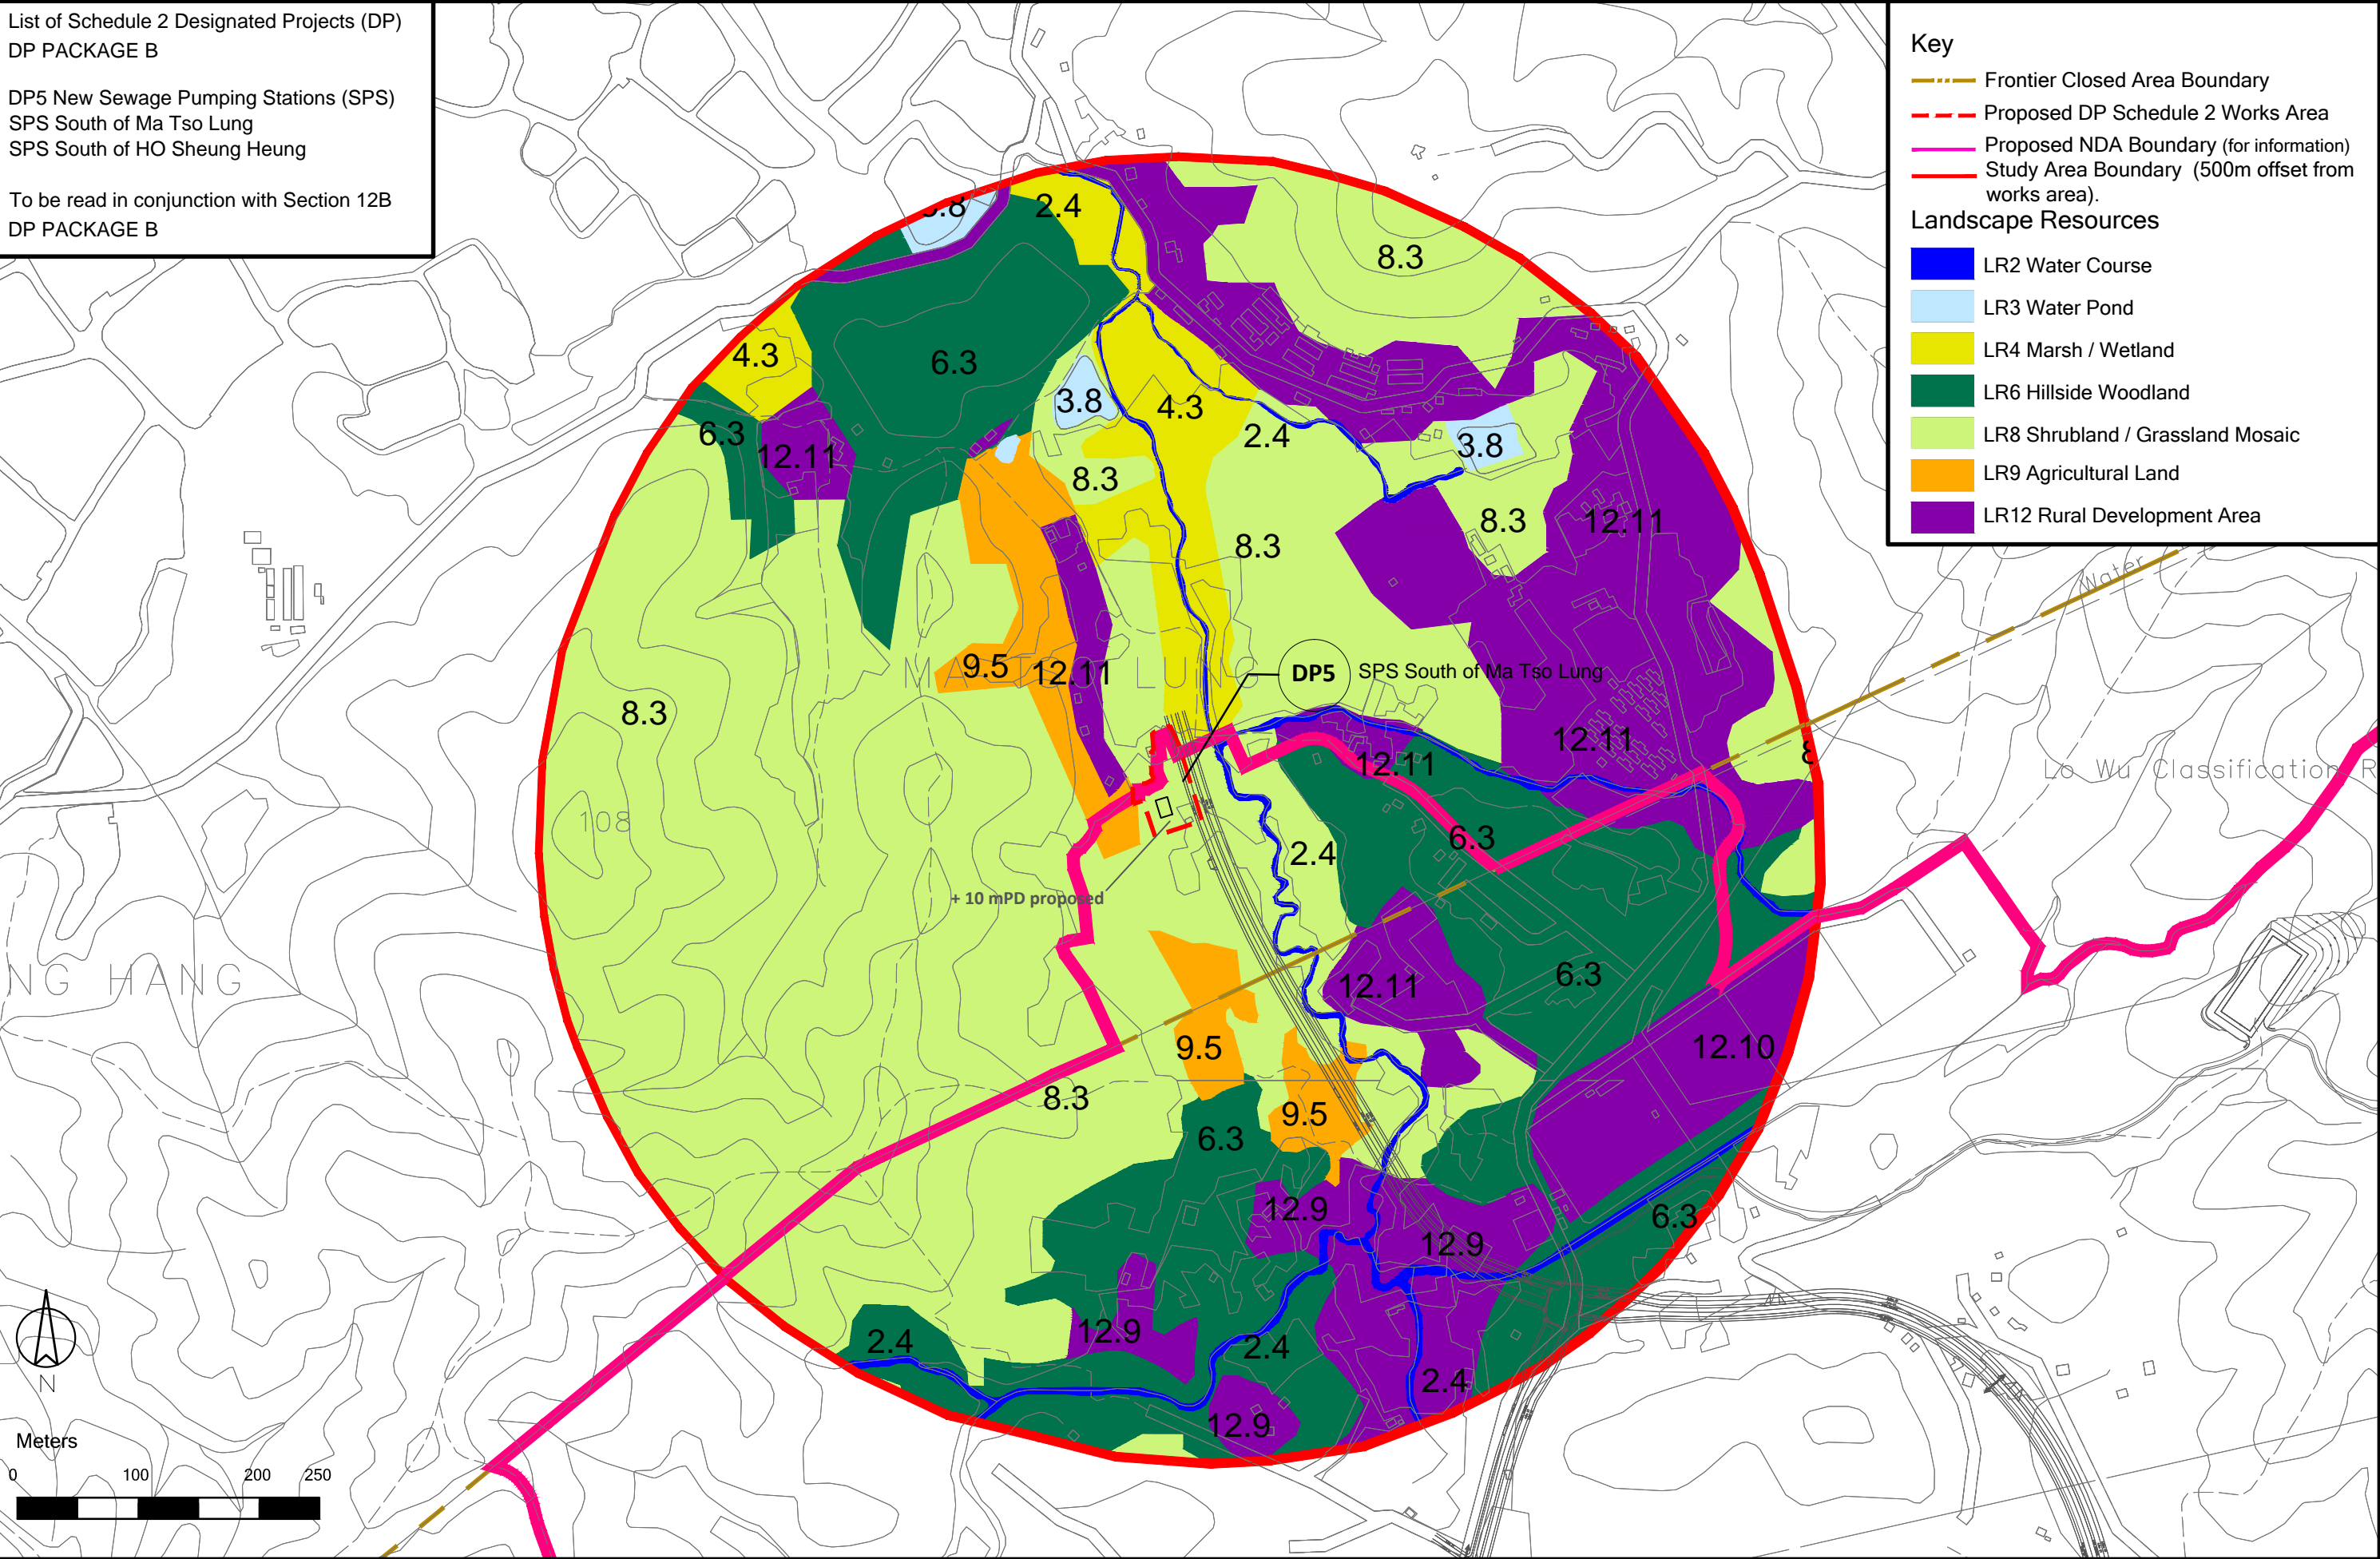 List of Schedule 2 Designated Projects (DP)
DP PACKAGE B
DP5 New Sewage Pumping Stations (SPS)
SPS South of Ma Tso Lung
SPS South of HO Sheung Heung
To be read in conjunction with Section 12B
DP PACKAGE B
Key
Frontier Closed Area Boundary
Proposed DP Schedule 2 Works Area
Proposed NDA Boundary (for information)
Study Area Boundary (500m offset from
works area).
Landscape Resources
LR2 Water Course
LR3 Water Pond
LR4 Marsh / Wetland
LR6 Hillside Woodland
LR8 Shrubland / Grassland Mosaic
LR9 Agricultural Land
LR12 Rural Development Area
2.4
8.3
4.3
6.3
3.8
4.3
6.3
12.11
2.4
3.8
8.3
8.3
12.11
8.3
Water
9.5
12.11
MA TSO LUNG
DP5
SPS South of Ma Tso Lung
8.3
12.11
12.11
Lo Wu Classification R
108
6.3
2.4
+ 10 mPD proposed
NG HANG
12.11
6.3
9.5
12.10
8.3
9.5
6.3
12.9
6.3
12.9
2.4
12.9
2.4
2.4
12.9
N
Meters
0 100 200 250